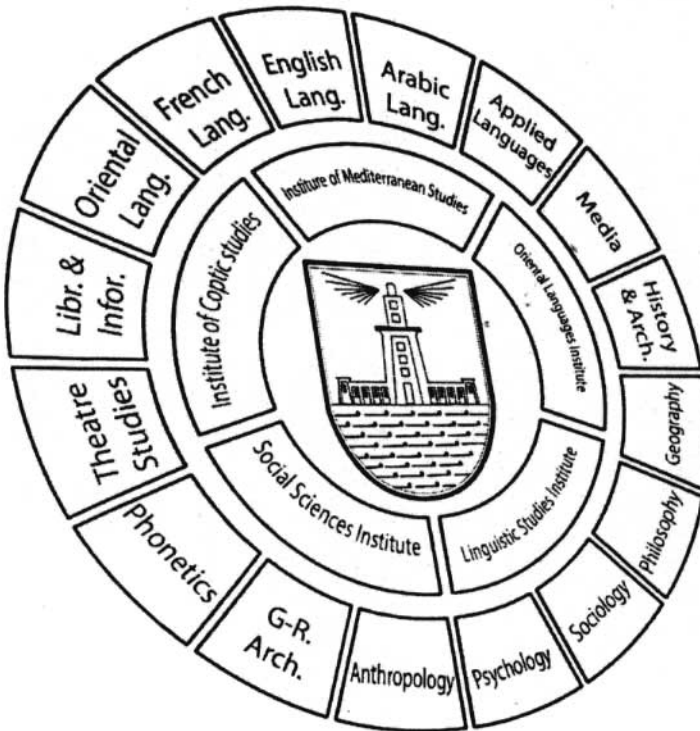 English
Lang.
Arabic
Lang.
Applied
Languages
Media
History
& Arch.
Geography
Philosophy
Sociology
Psychology
Anthropology
G-R.
Arch.
Phonetics
Theatre
Studies
Libr. &
Infor.
Oriental
Lang.
French
Lang.
Institure of Mediterranean Studies
Oriental Languages Institute
Linguistic Studies Institute
Social Sciences Institute
Institute of Coptic studies